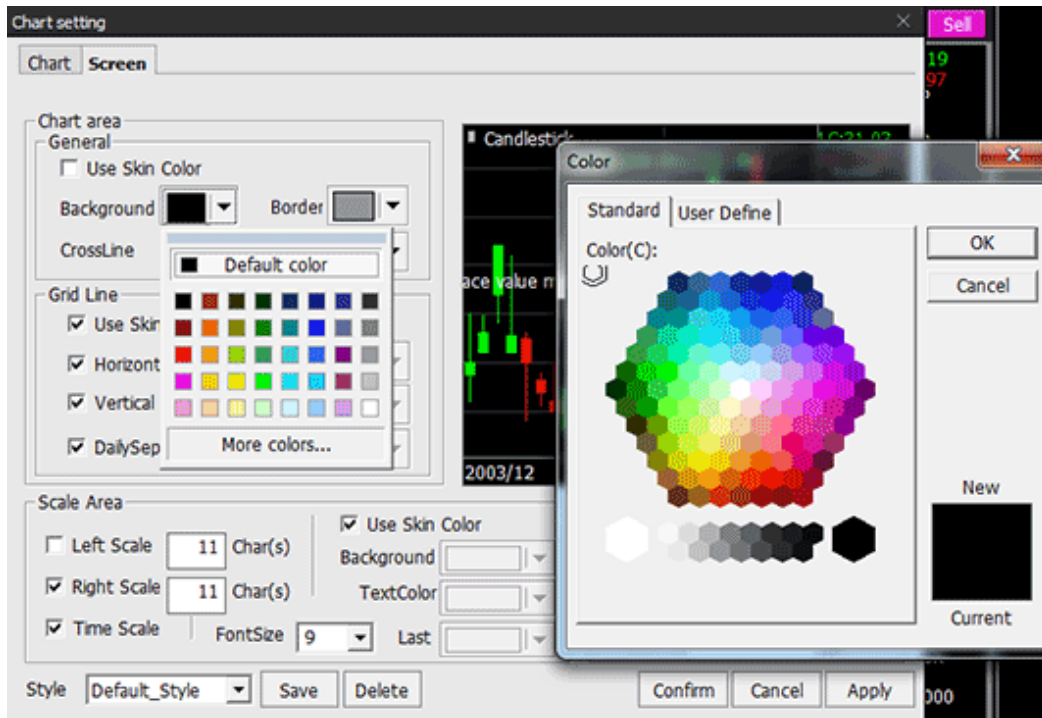 Chart setting
Sell
Chart
Screen
19
97
Chart area
General
Use Skin Color
Background
Border
CrossLine
Default color
Grid Line
Use Skin
Horizont
Vertical
DailySep
More colors...
Candlestick
ace value m
2003/12
Color
Standard
User Define
Color(C):
OK
Cancel
New
Current
Scale Area
Left Scale
11
Char(s)
Right Scale
11
Char(s)
Time Scale
FontSize
9
Use Skin Color
Background
TextColor
Last
Style
Default_Style
Save
Delete
Confirm
Cancel
Apply
000